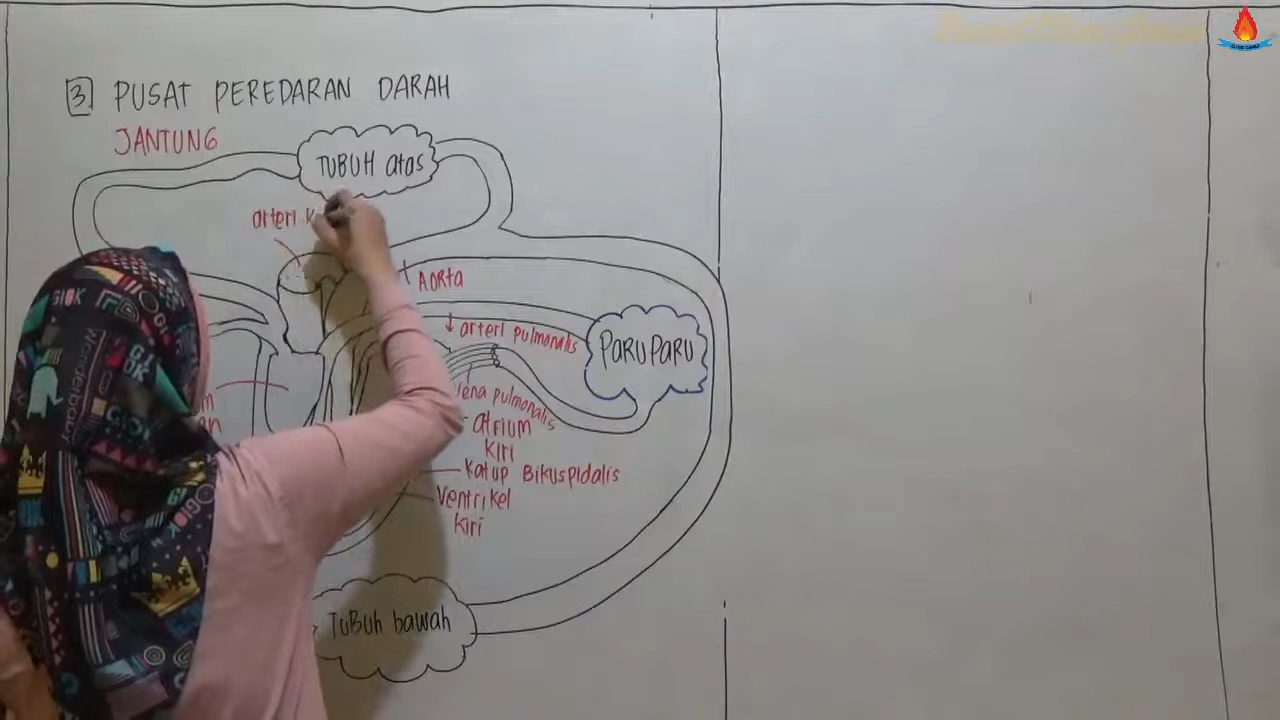 3 PUSAT PEREDARAN DARAH
JANTUNG
TUBUH atas
arteri
AORTA
↓ arteri pulmonalis
PARU PARU
Vena pulmonalis
atrium
kiri
Katup Bikuspidalis
Ventrikel
kiri
TUBUh bawah